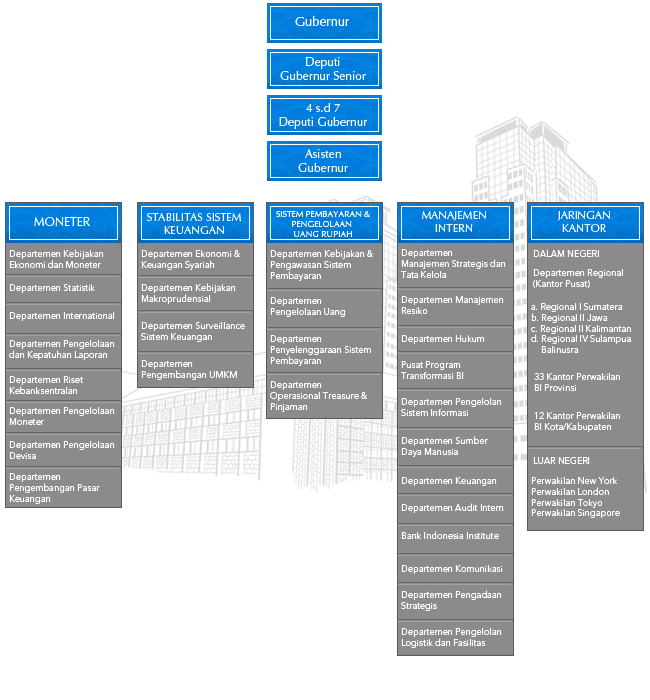 Gubernur
Deputi
Gubernur Senior
4 s.d 7
Deputi Gubernur
Asisten
Gubernur
MONETER
Departemen Kebijakan
Ekonomi dan Moneter
Departemen Statistik
Departemen International
Departemen Pengelolaan
dan Kepatuhan Laporan
Departemen Riset
Kebanksentralan
Departemen Pengelolaan
Moneter
Departemen Pengelolaan
Devisa
Departemen
Pengembangan Pasar
Keuangan
STABILITAS SISTEM
KEUANGAN
Departemen Ekonomi &
Keuangan Syariah
Departemen Kebijakan
Makroprudensial
Departemen Surveillance
Sistem Keuangan
Departemen
Pengembangan UMKM
SISTEM PEMBAYARAN &
PENGELOLAAN
UANG RUPIAH
Departemen Kebijakan &
Pengawasan Sistem
Pembayaran
Departemen
Pengelolaan Uang
Departemen
Penyelenggaraan Sistem
Pembayaran
Departemen
Operasional Treasure &
Pinjaman
MANAJEMEN
INTERN
Departemen
Manajemen Strategis dan
Tata Kelola
Departemen Manajemen
Resiko
Departemen Hukum
Pusat Program
Transformasi BI
Departemen Pengelolan
Sistem Informasi
Departemen Sumber
Daya Manusia
Departemen Keuangan
Departemen Audit Intern
Bank Indonesia Institute
Departemen Komunikasi
Departemen Pengadaan
Strategis
Departemen Pengelolan
Logistik dan Fasilitas
JARINGAN
KANTOR
DALAM NEGERI
Departemen Regional
(Kantor Pusat)
a. Regional I Sumatera
b. Regional II Jawa
c. Regional II Kalimantan
d. Regional IV Sulampua
Balinusra
33 Kantor Perwakilan
BI Provinsi
12 Kantor Perwakilan
BI Kota/Kabupaten
LUAR NEGERI
Perwakilan New York
Perwakilan London
Perwakilan Tokyo
Perwakilan Singapore